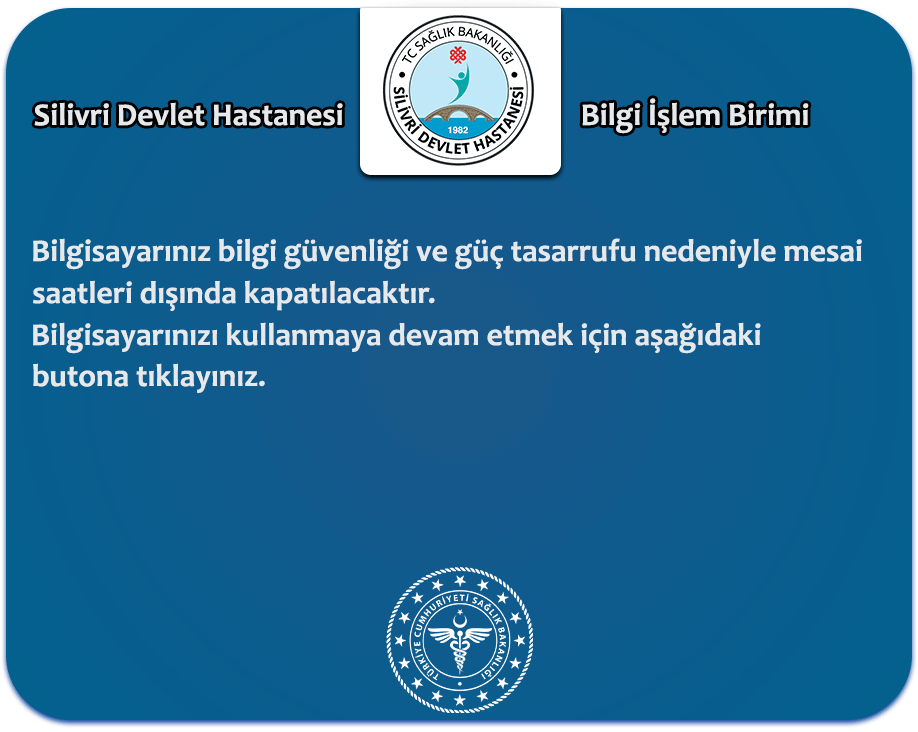 Silivri Devlet Hastanesi
TC SAĞLIK BAKANLIĞI
SİLİVRİ DEVLET HASTANESİ
1982
Bilgi İşlem Birimi
Bilgisayarınız bilgi güvenliği ve güç tasarrufu nedeniyle mesai
saatleri dışında kapatılacaktır.
Bilgisayarınızı kullanmaya devam etmek için aşağıdaki
butona tıklayınız.
TÜRKİYE CUMHURİYETİ SAĞLIK BAKANLIĞI